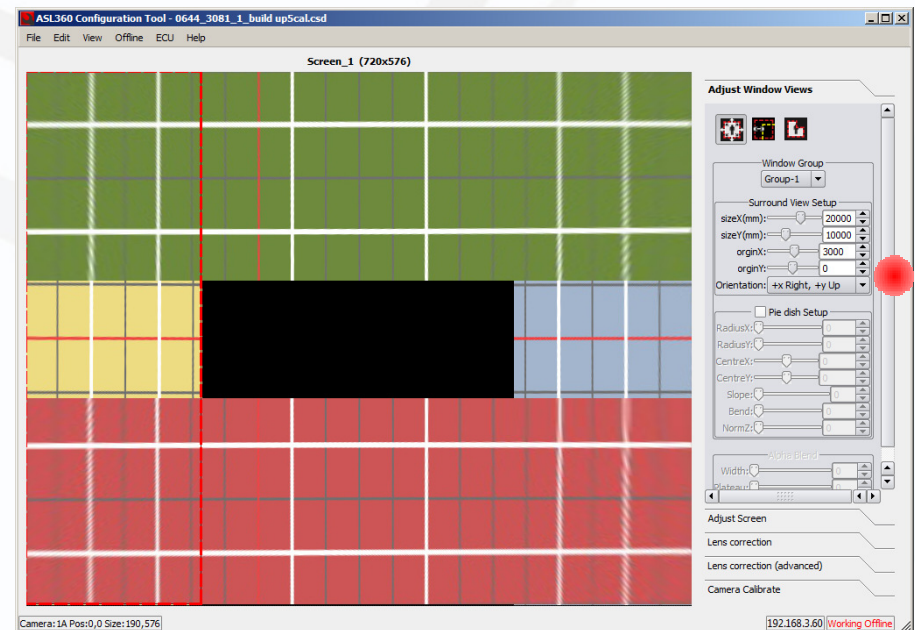 ASL360 Configuration Tool - 0644_3081_1_build up5cal.csd
File Edit View Offline ECU Help
Screen_1 (720x576)
Adjust Window Views
Window Group
Group-1
Surround View Setup
sizeX(mm): 20000
sizeY(mm): 10000
orginX: 3000
orginY: 0
Orientation: +x Right, +y Up
Pie dish Setup
RadiusX: 0
RadiusY: 0
CentreX: 0
CentreY: 0
Slope: 0
Bend: 0
NormZ: 0
Alpha Blend
Width: 0
Plateau: 0
Adjust Screen
Lens correction
Lens correction (advanced)
Camera Calibrate
Camera: 1A Pos:0,0 Size: 190,576
192.168.3.60 Working Offline